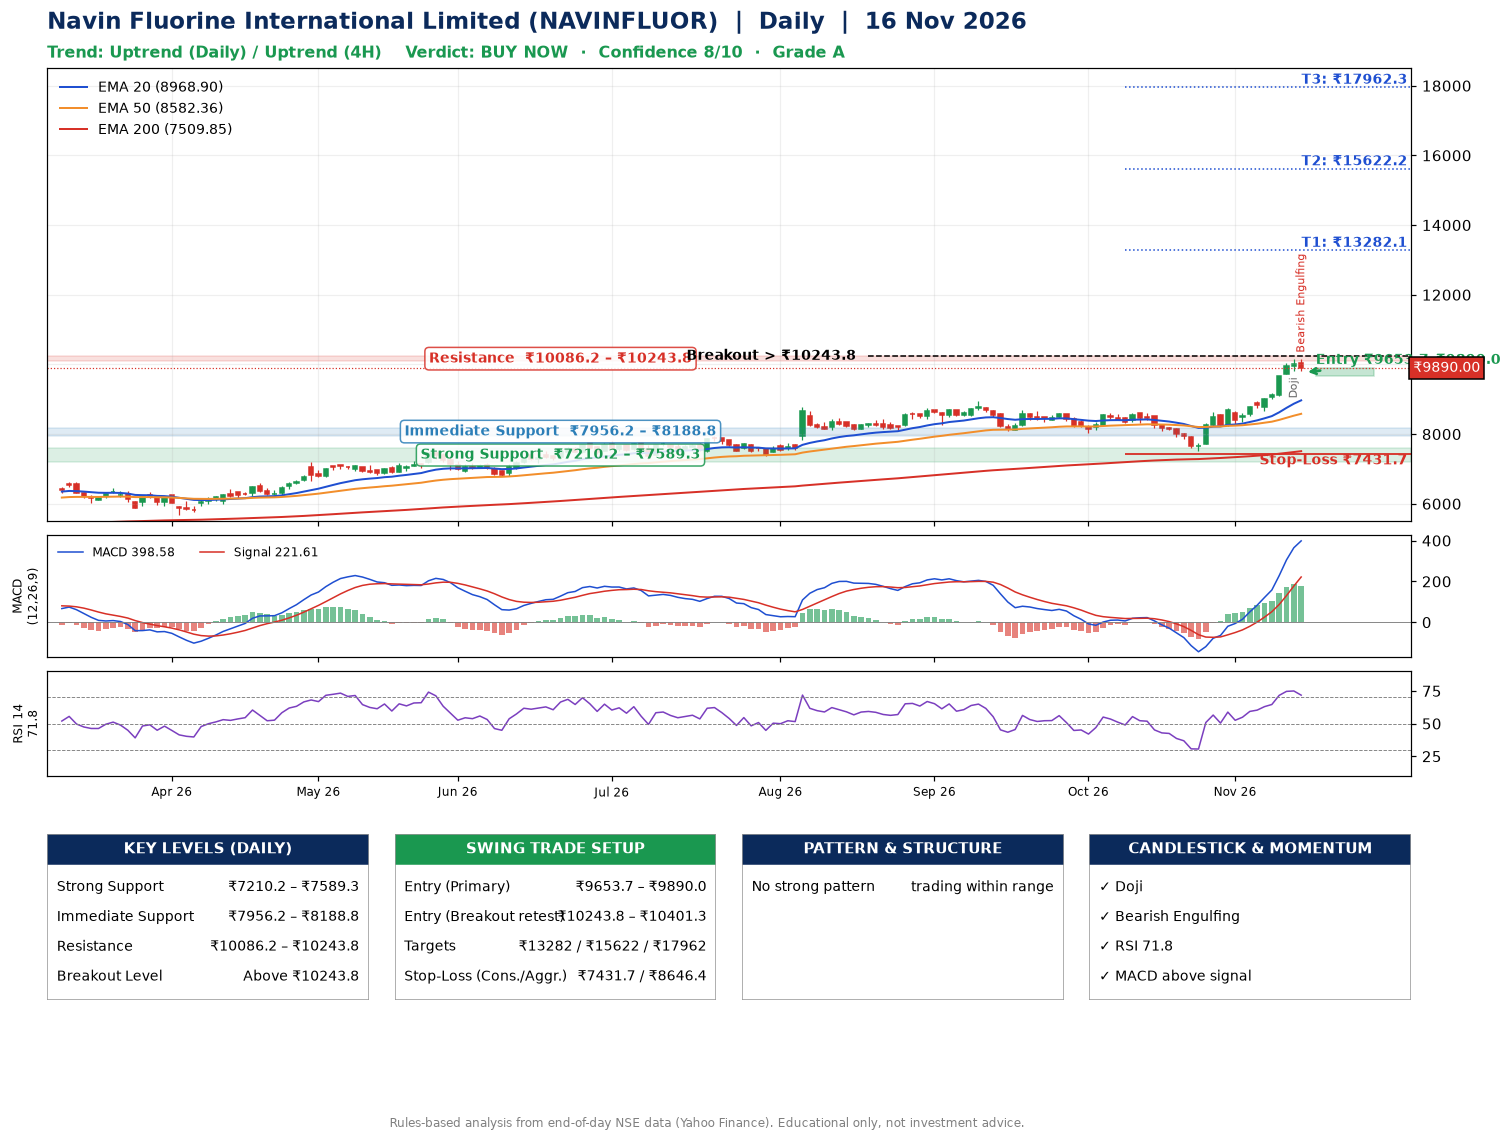 Navin Fluorine International Limited (NAVINFLUOR)  |  Daily  |  16 Nov 2026
Trend: Uptrend (Daily) / Uptrend (4H)    Verdict: BUY NOW  ·  Confidence 8/10  ·  Grade A
EMA 20 (8968.90)
EMA 50 (8582.36)
EMA 200 (7509.85)
T3: ₹17962.3
T2: ₹15622.2
T1: ₹13282.1
Bearish Engulfing
Doji
Resistance  ₹10086.2 – ₹10243.8
Breakout > ₹10243.8
Entry ₹9653.7–₹9890.0
₹9890.00
Immediate Support  ₹7956.2 – ₹8188.8
Strong Support  ₹7210.2 – ₹7589.3
Stop-Loss ₹7431.7
18000
16000
14000
12000
8000
6000
MACD 398.58
Signal 221.61
MACD
(12,26,9)
400
200
0
RSI 14
71.8
75
50
25
Apr 26
May 26
Jun 26
Jul 26
Aug 26
Sep 26
Oct 26
Nov 26
KEY LEVELS (DAILY)
Strong Support ₹7210.2 – ₹7589.3
Immediate Support ₹7956.2 – ₹8188.8
Resistance ₹10086.2 – ₹10243.8
Breakout Level Above ₹10243.8
SWING TRADE SETUP
Entry (Primary) ₹9653.7 – ₹9890.0
Entry (Breakout retest) ₹10243.8 – ₹10401.3
Targets ₹13282 / ₹15622 / ₹17962
Stop-Loss (Cons./Aggr.) ₹7431.7 / ₹8646.4
PATTERN & STRUCTURE
No strong pattern trading within range
CANDLESTICK & MOMENTUM
✓ Doji
✓ Bearish Engulfing
✓ RSI 71.8
✓ MACD above signal
Rules-based analysis from end-of-day NSE data (Yahoo Finance). Educational only, not investment advice.